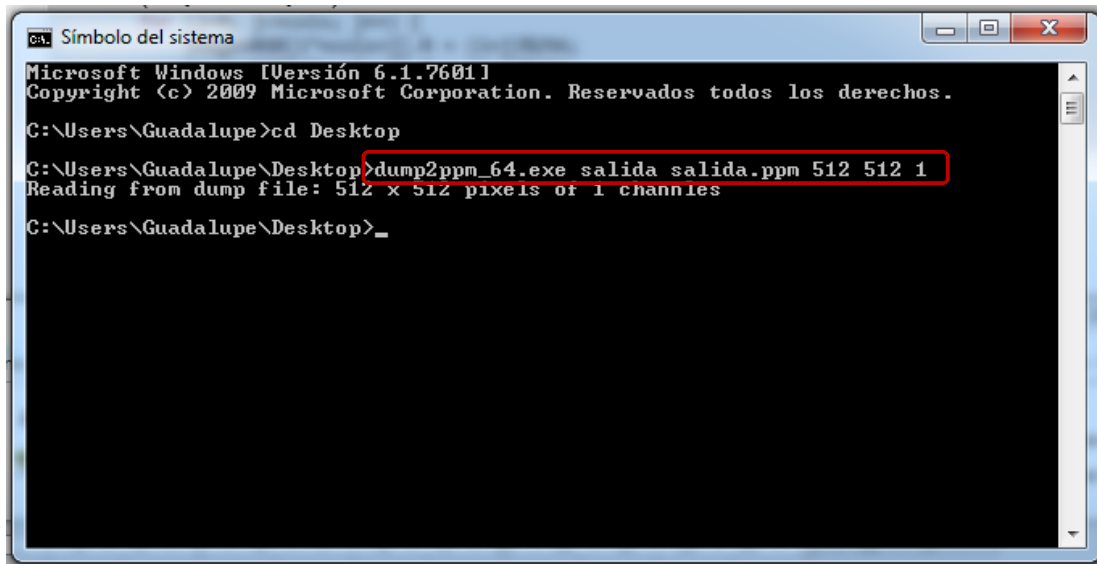 Símbolo del sistema
Microsoft Windows [Versión 6.1.7601]
Copyright (c) 2009 Microsoft Corporation. Reservados todos los derechos.
C:\Users\Guadalupe>cd Desktop
C:\Users\Guadalupe\Desktop>dump2ppm_64.exe salida salida.ppm 512 512 1
Reading from dump file: 512 x 512 pixels of 1 channles
C:\Users\Guadalupe\Desktop>_